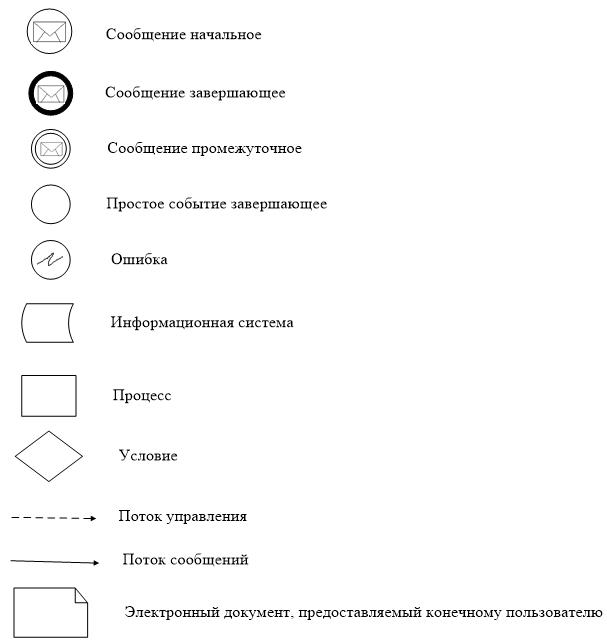 Сообщение начальное
Сообщение завершающее
Сообщение промежуточное
Простое событие завершающее
Ошибка
Информационная система
Процесс
Условие
Поток управления
Поток сообщений
Электронный документ, предоставляемый конечному пользователю